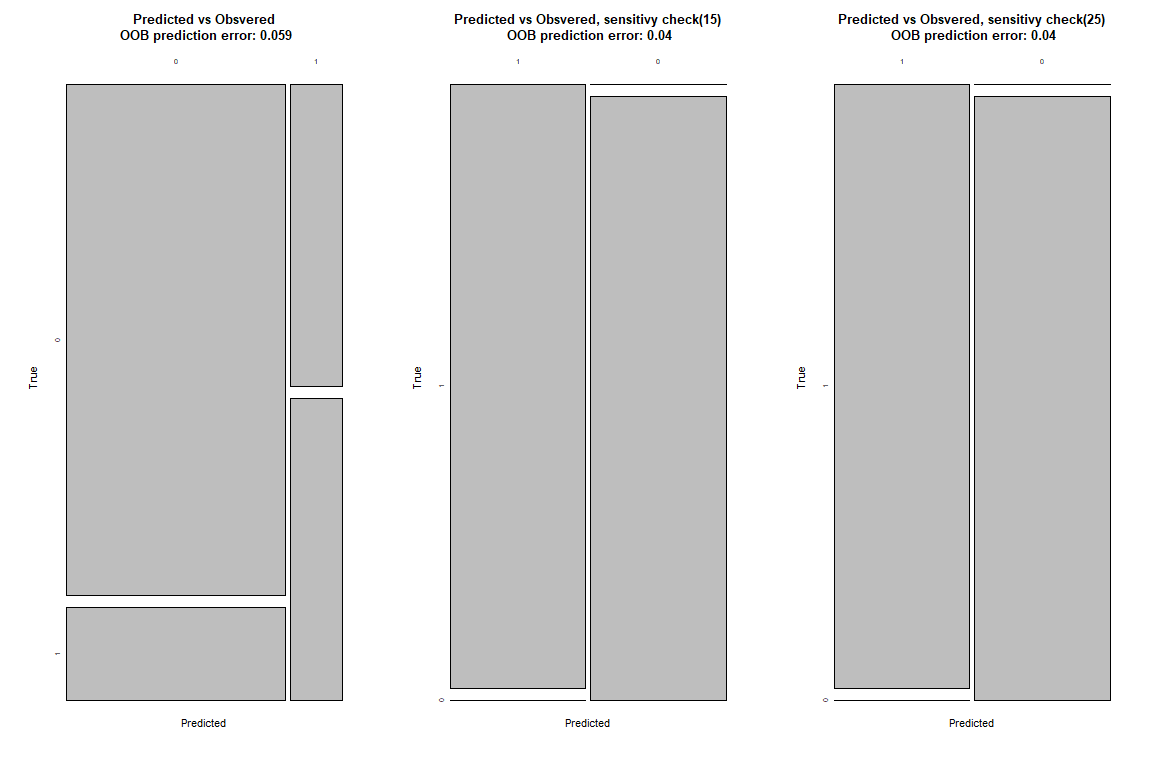 Predicted vs Obsvered
OOB prediction error: 0.059
0 1
True
0
1
Predicted
Predicted vs Obsvered, sensitivy check(15)
OOB prediction error: 0.04
1 0
True
1
0
Predicted
Predicted vs Obsvered, sensitivy check(25)
OOB prediction error: 0.04
1 0
True
1
0
Predicted